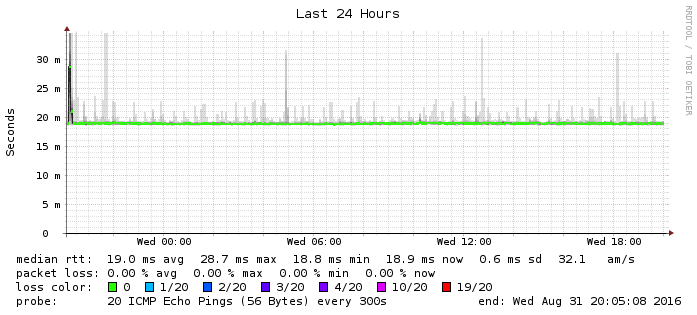 Last 24 Hours
RRDTOOL / TOBI OETIKER
Seconds
30 m
25 m
20 m
15 m
10 m
5 m
0
Wed 00:00 Wed 06:00 Wed 12:00 Wed 18:00
median rtt: 19.0 ms avg 28.7 ms max 18.8 ms min 18.9 ms now 0.6 ms sd 32.1 am/s
packet loss: 0.00 % avg 0.00 % max 0.00 % min 0.00 % now
loss color: 0 1/20 2/20 3/20 4/20 10/20 19/20
probe: 20 ICMP Echo Pings (56 Bytes) every 300s end: Wed Aug 31 20:05:08 2016